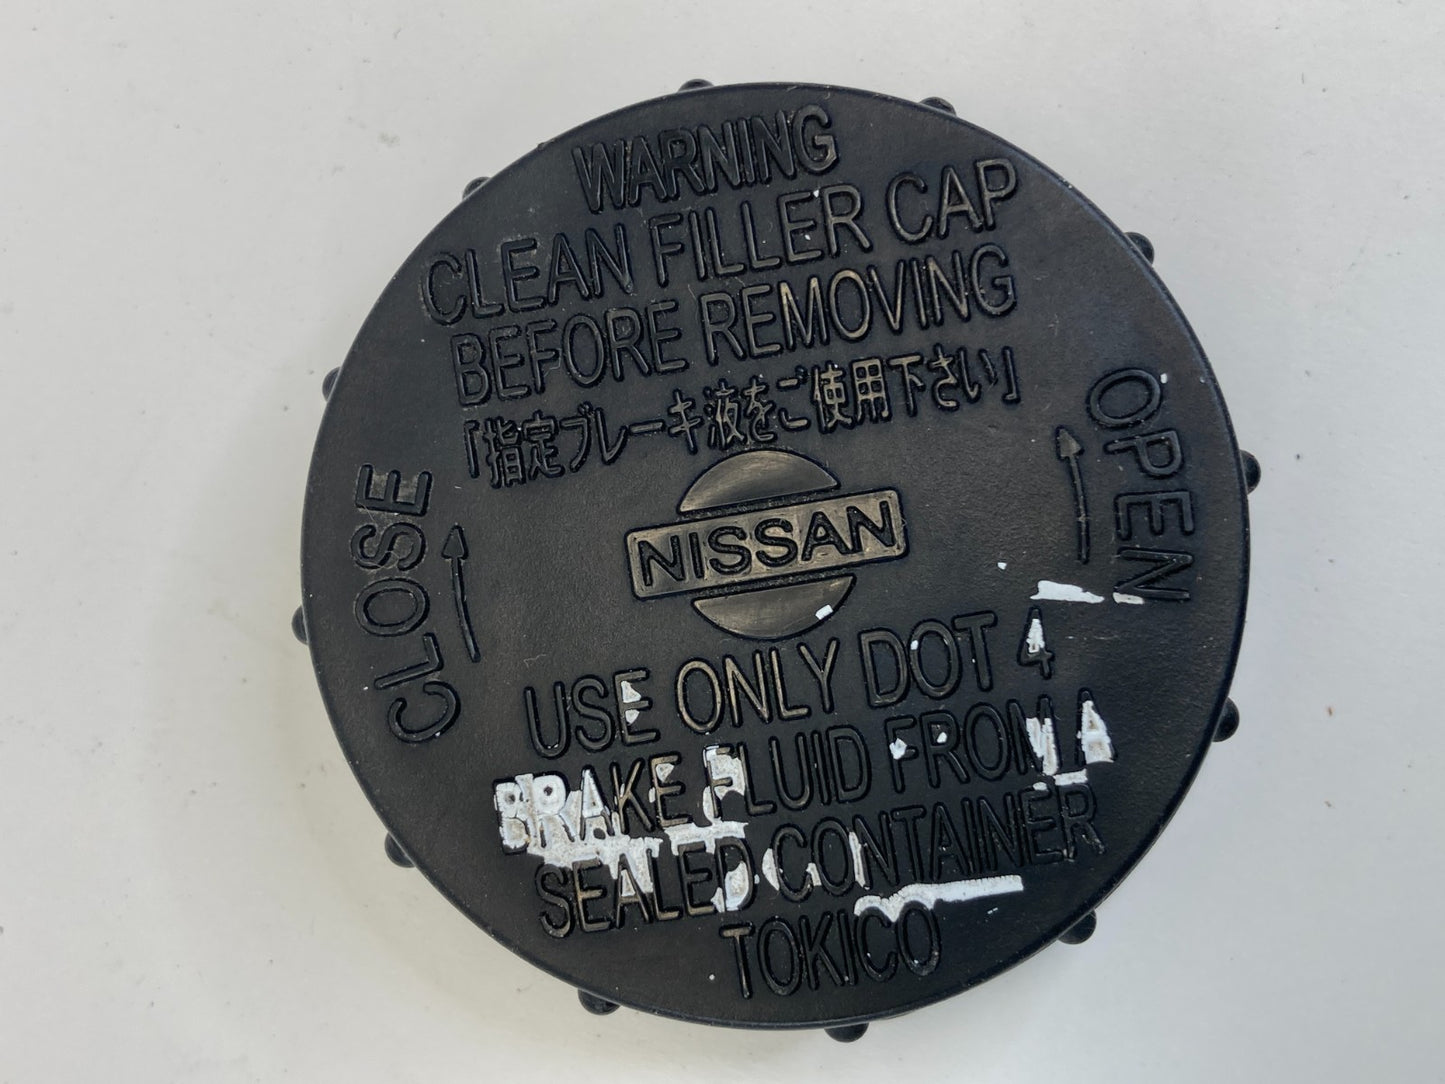 WARNING
CLEAN FILLER CAP
BEFORE REMOVING
「指定ブレーキ液をご使用下さい」
CLOSE
OPEN
NISSAN
USE ONLY DOT 4
BRAKE FLUID FROM A
SEALED CONTAINER
TOKICO